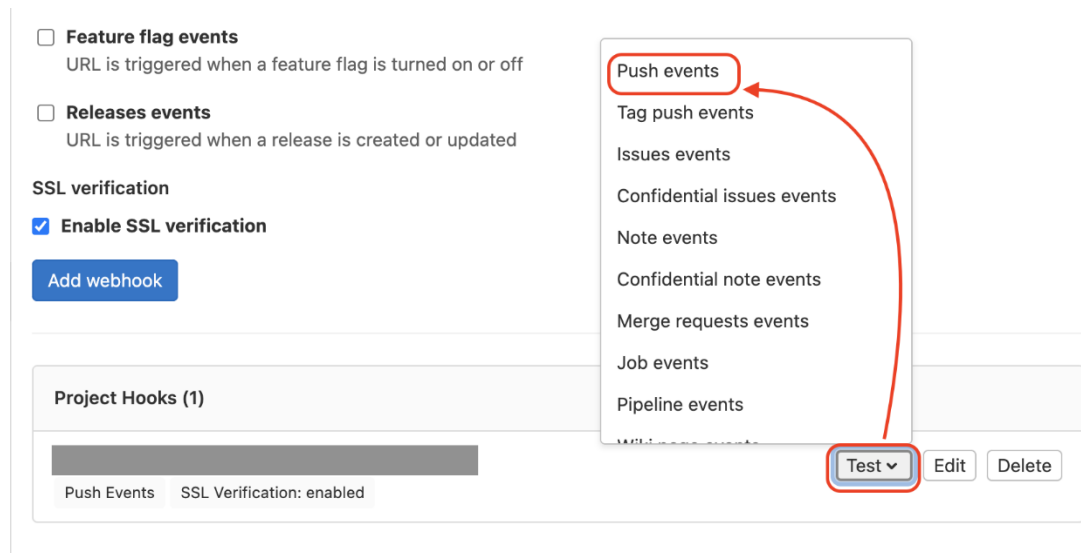 Feature flag events
URL is triggered when a feature flag is turned on or off
Releases events
URL is triggered when a release is created or updated
SSL verification
Enable SSL verification
Add webhook
Push events
Tag push events
Issues events
Confidential issues events
Note events
Confidential note events
Merge requests events
Job events
Pipeline events
Wiki page events
Project Hooks (1)
Test
Edit
Delete
Push Events
SSL Verification: enabled